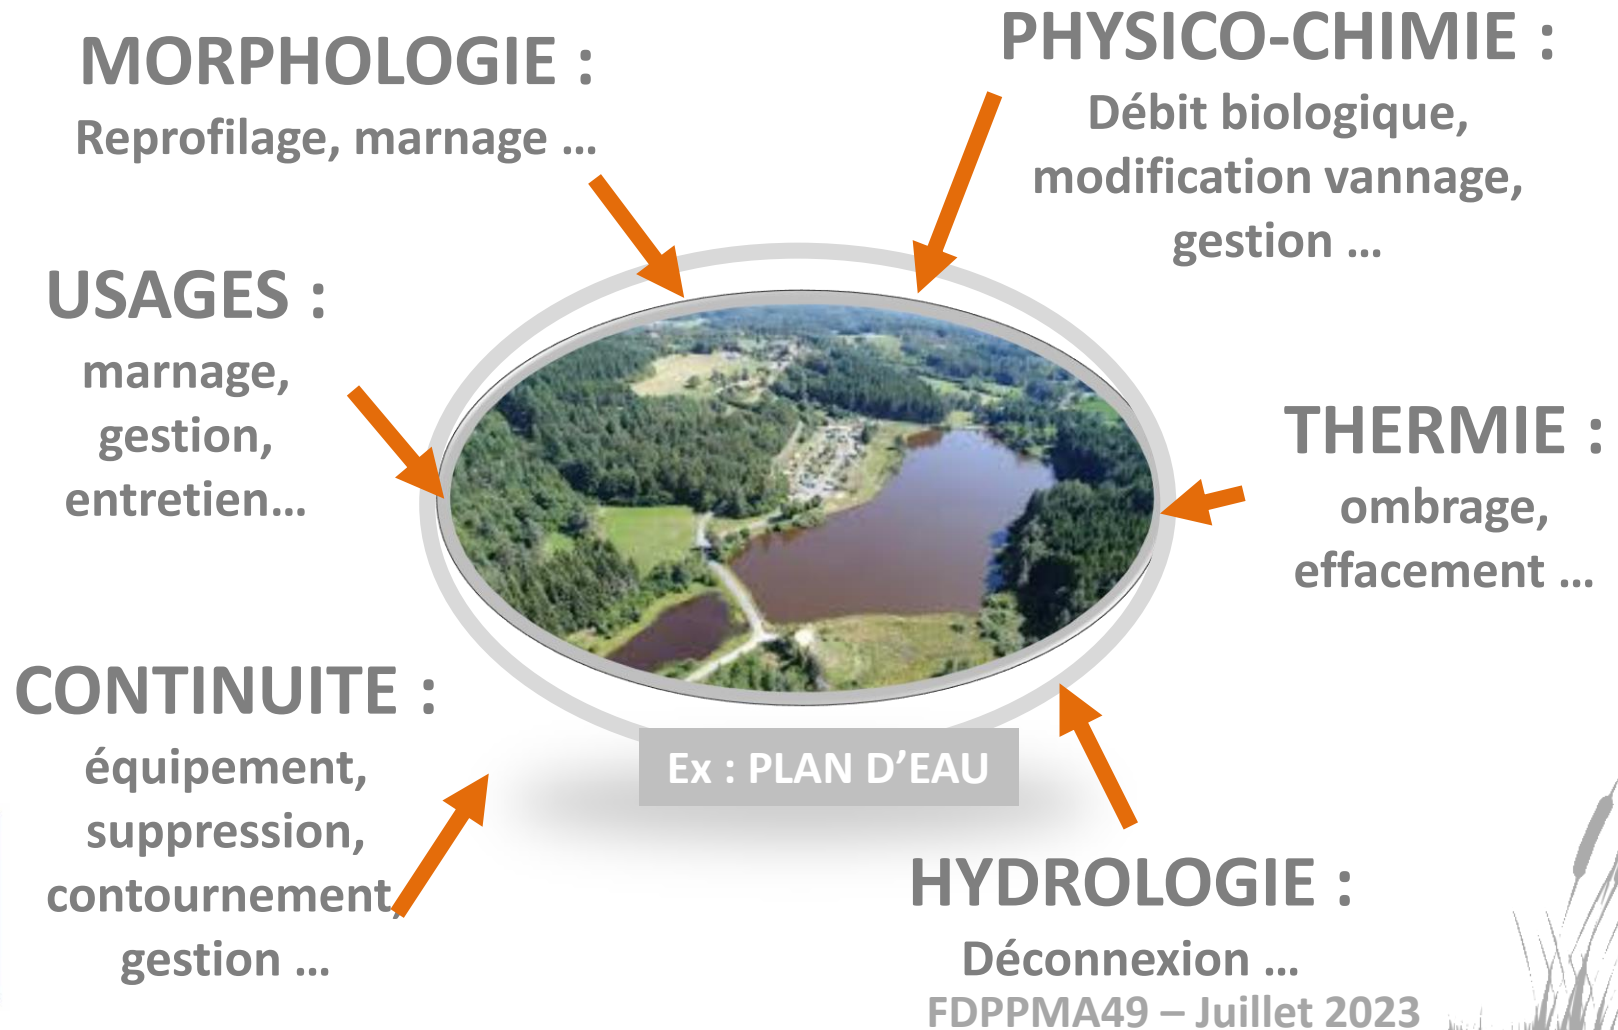 MORPHOLOGIE :
Reprofilage, marnage ...
PHYSICO-CHIMIE :
Débit biologique,
modification vannage,
gestion ...
USAGES :
marnage,
gestion,
entretien...
THERMIE :
ombrage,
effacement ...
CONTINUITE :
équipement,
suppression,
contournement,
gestion ...
Ex : PLAN D’EAU
HYDROLOGIE :
Déconnexion ...
FDPPMA49 – Juillet 2023